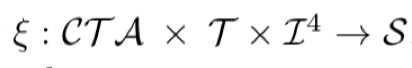 ξ : 𝒞𝒯𝒜 × 𝒯 × ℐ⁴ → 𝒮